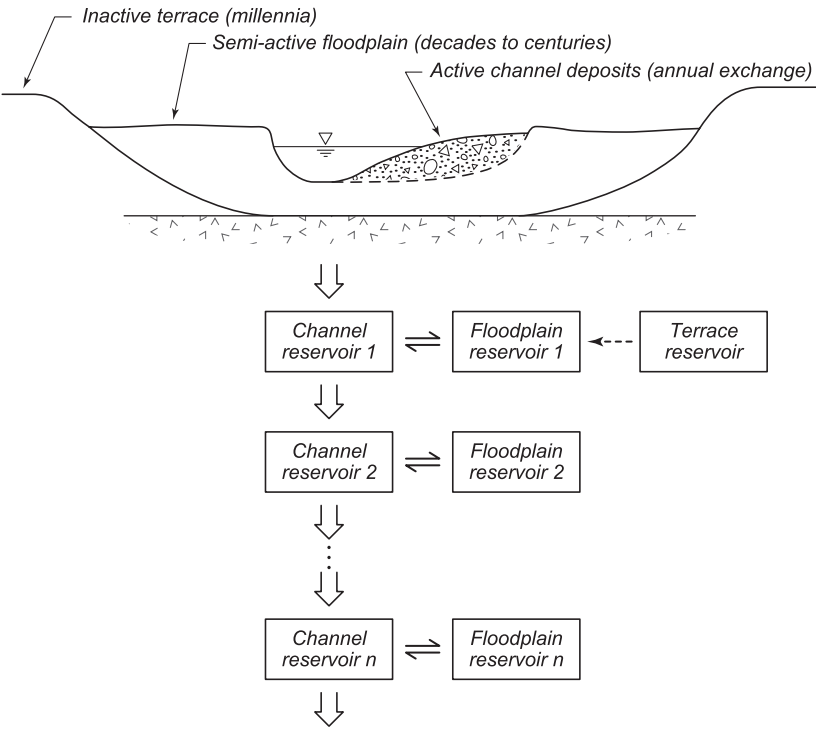 Inactive terrace (millennia)
Semi-active floodplain (decades to centuries)
Active channel deposits (annual exchange)
Channel
reservoir 1
Floodplain
reservoir 1
Terrace
reservoir
Channel
reservoir 2
Floodplain
reservoir 2
Channel
reservoir n
Floodplain
reservoir n